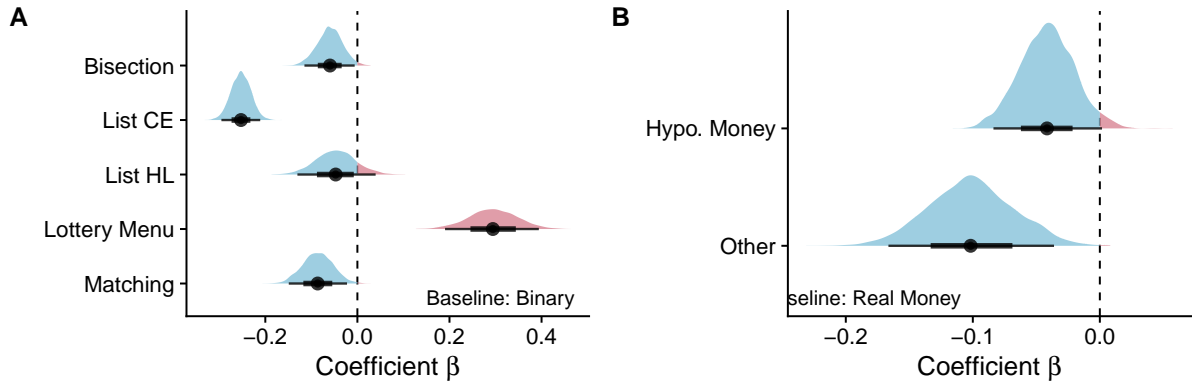 A
Bisection
List CE
List HL
Lottery Menu
Matching
Baseline: Binary
−0.2
0.0
0.2
0.4
Coefficient β
B
Hypo. Money
Other
seline: Real Money
−0.2
−0.1
0.0
Coefficient β